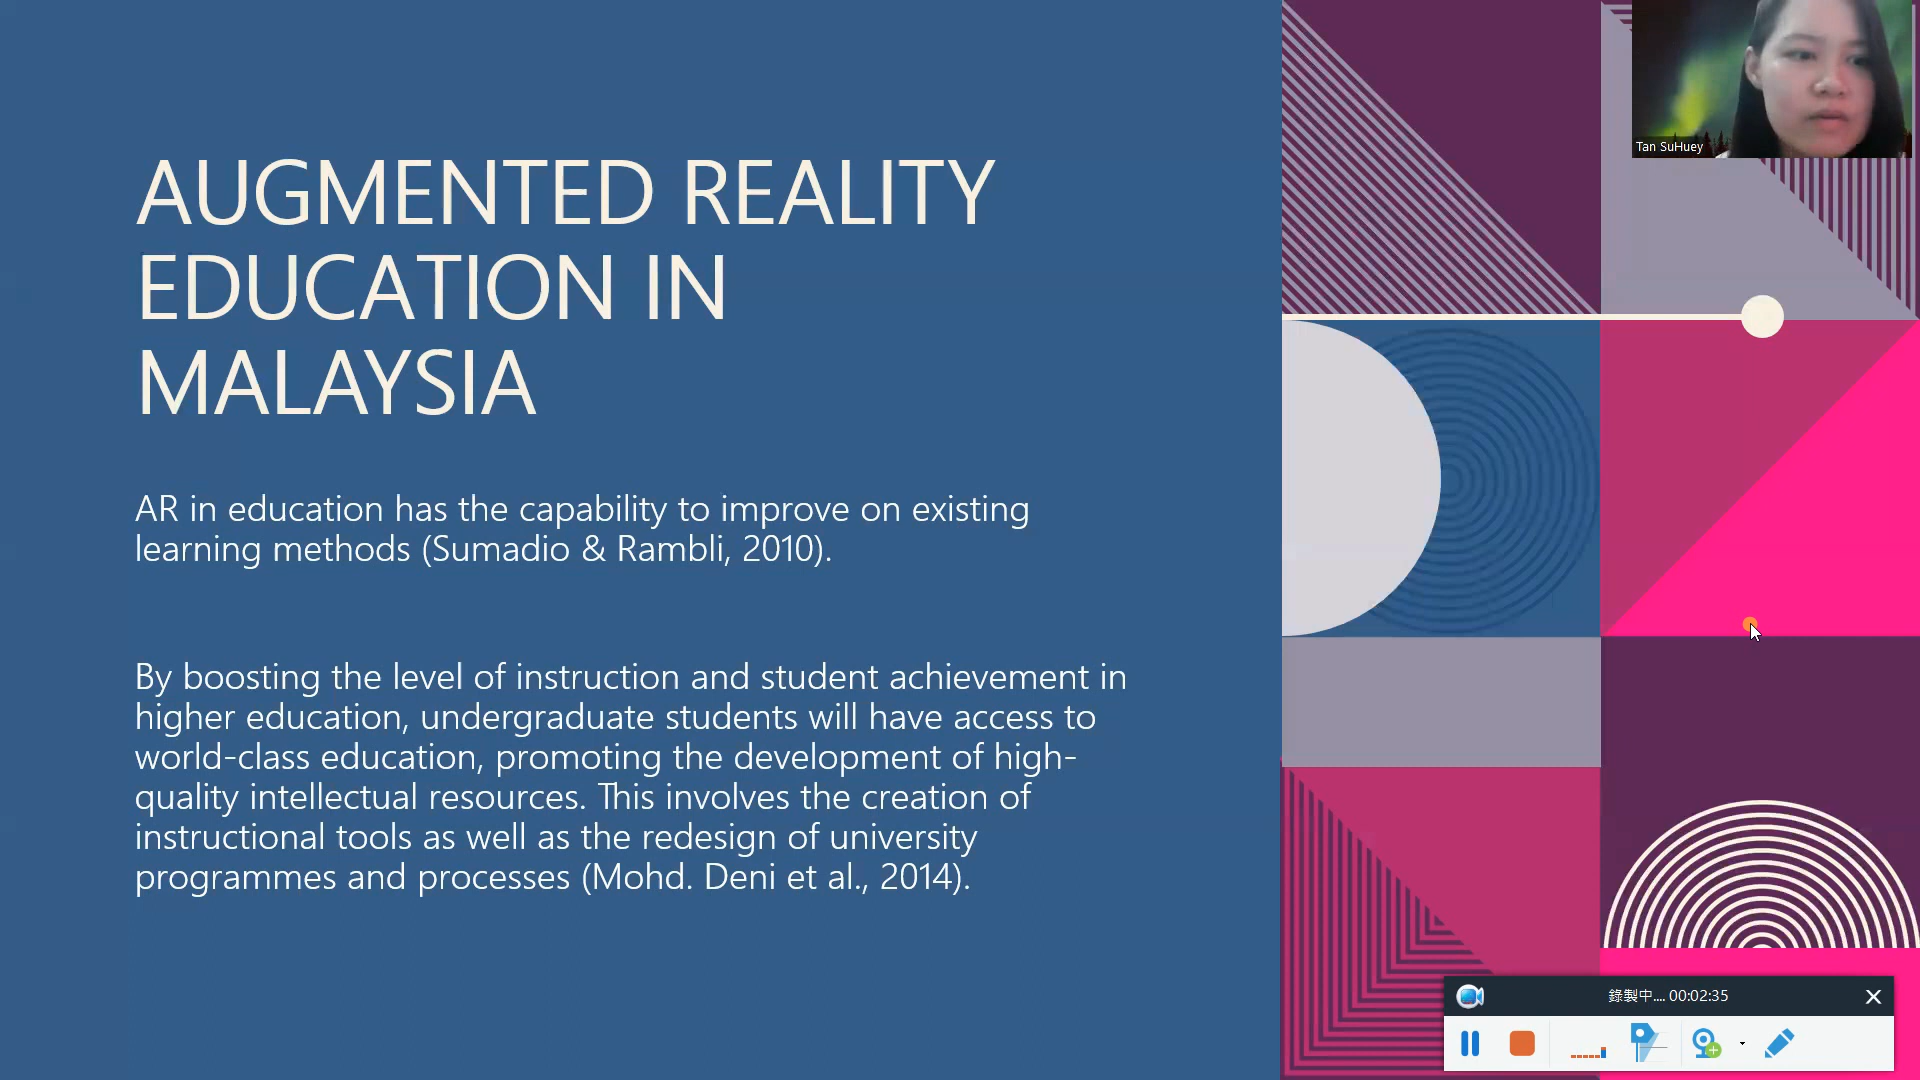 AUGMENTED REALITY
EDUCATION IN
MALAYSIA
AR in education has the capability to improve on existing
learning methods (Sumadio & Rambli, 2010).
By boosting the level of instruction and student achievement in
higher education, undergraduate students will have access to
world-class education, promoting the development of high-
quality intellectual resources. This involves the creation of
instructional tools as well as the redesign of university
programmes and processes (Mohd. Deni et al., 2014).
Tan SuHuey
錄製中.... 00:02:35